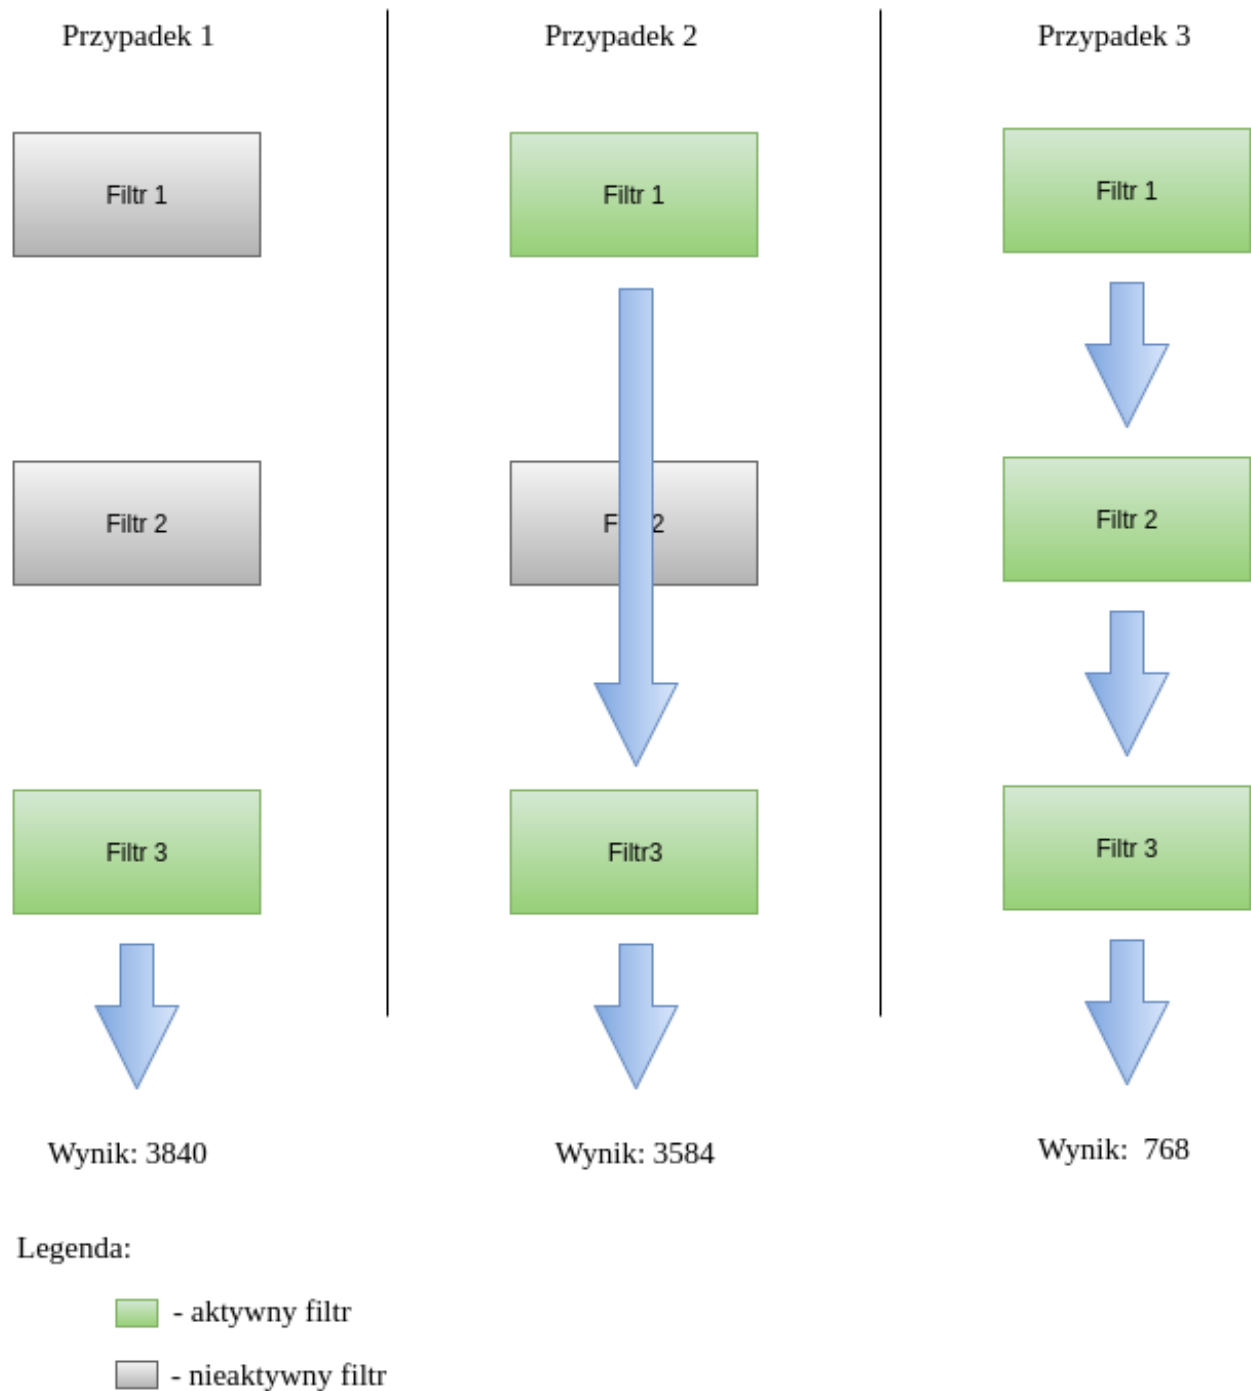 Przypadek 1
Przypadek 2
Przypadek 3
Filtr 1
Filtr 1
Filtr 1
Filtr 2
F 2
Filtr 2
Filtr 3
Filtr3
Filtr 3
Wynik: 3840
Wynik: 3584
Wynik: 768
Legenda:
- aktywny filtr
- nieaktywny filtr